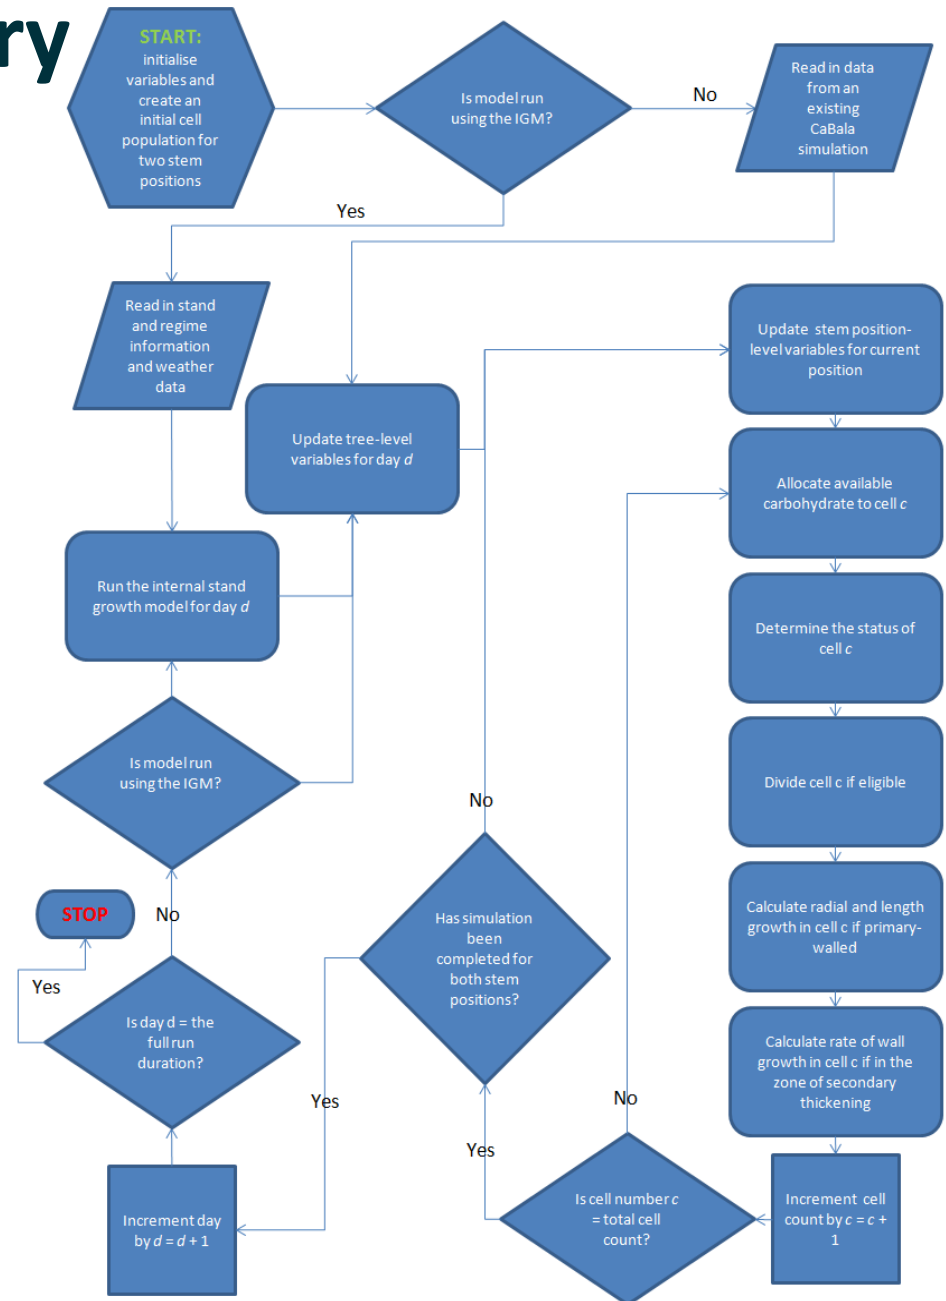 ry
START:
initialise
variables and
create an
initial cell
population for
two stem
positions
Is model run
using the IGM?
No
Read in data
from an
existing
CaBala
simulation
Yes
Read in stand
and regime
information
and weather
data
Update tree-level
variables for day d
Run the internal stand
growth model for day d
Is model run
using the IGM?
STOP
No
Yes
Is day d = the
full run
duration?
Increment day
by d = d + 1
Update stem position-
level variables for current
position
Allocate available
carbohydrate to cell c
Determine the status of
cell c
Divide cell c if eligible
Calculate radial and length
growth in cell c if primary-
walled
Calculate rate of wall
growth in cell c if in the
zone of secondary
thickening
Increment cell
count by c = c +
1
Is cell number c
= total cell
count?
No
Yes
Has simulation
been
completed for
both stem
positions?
No
Yes